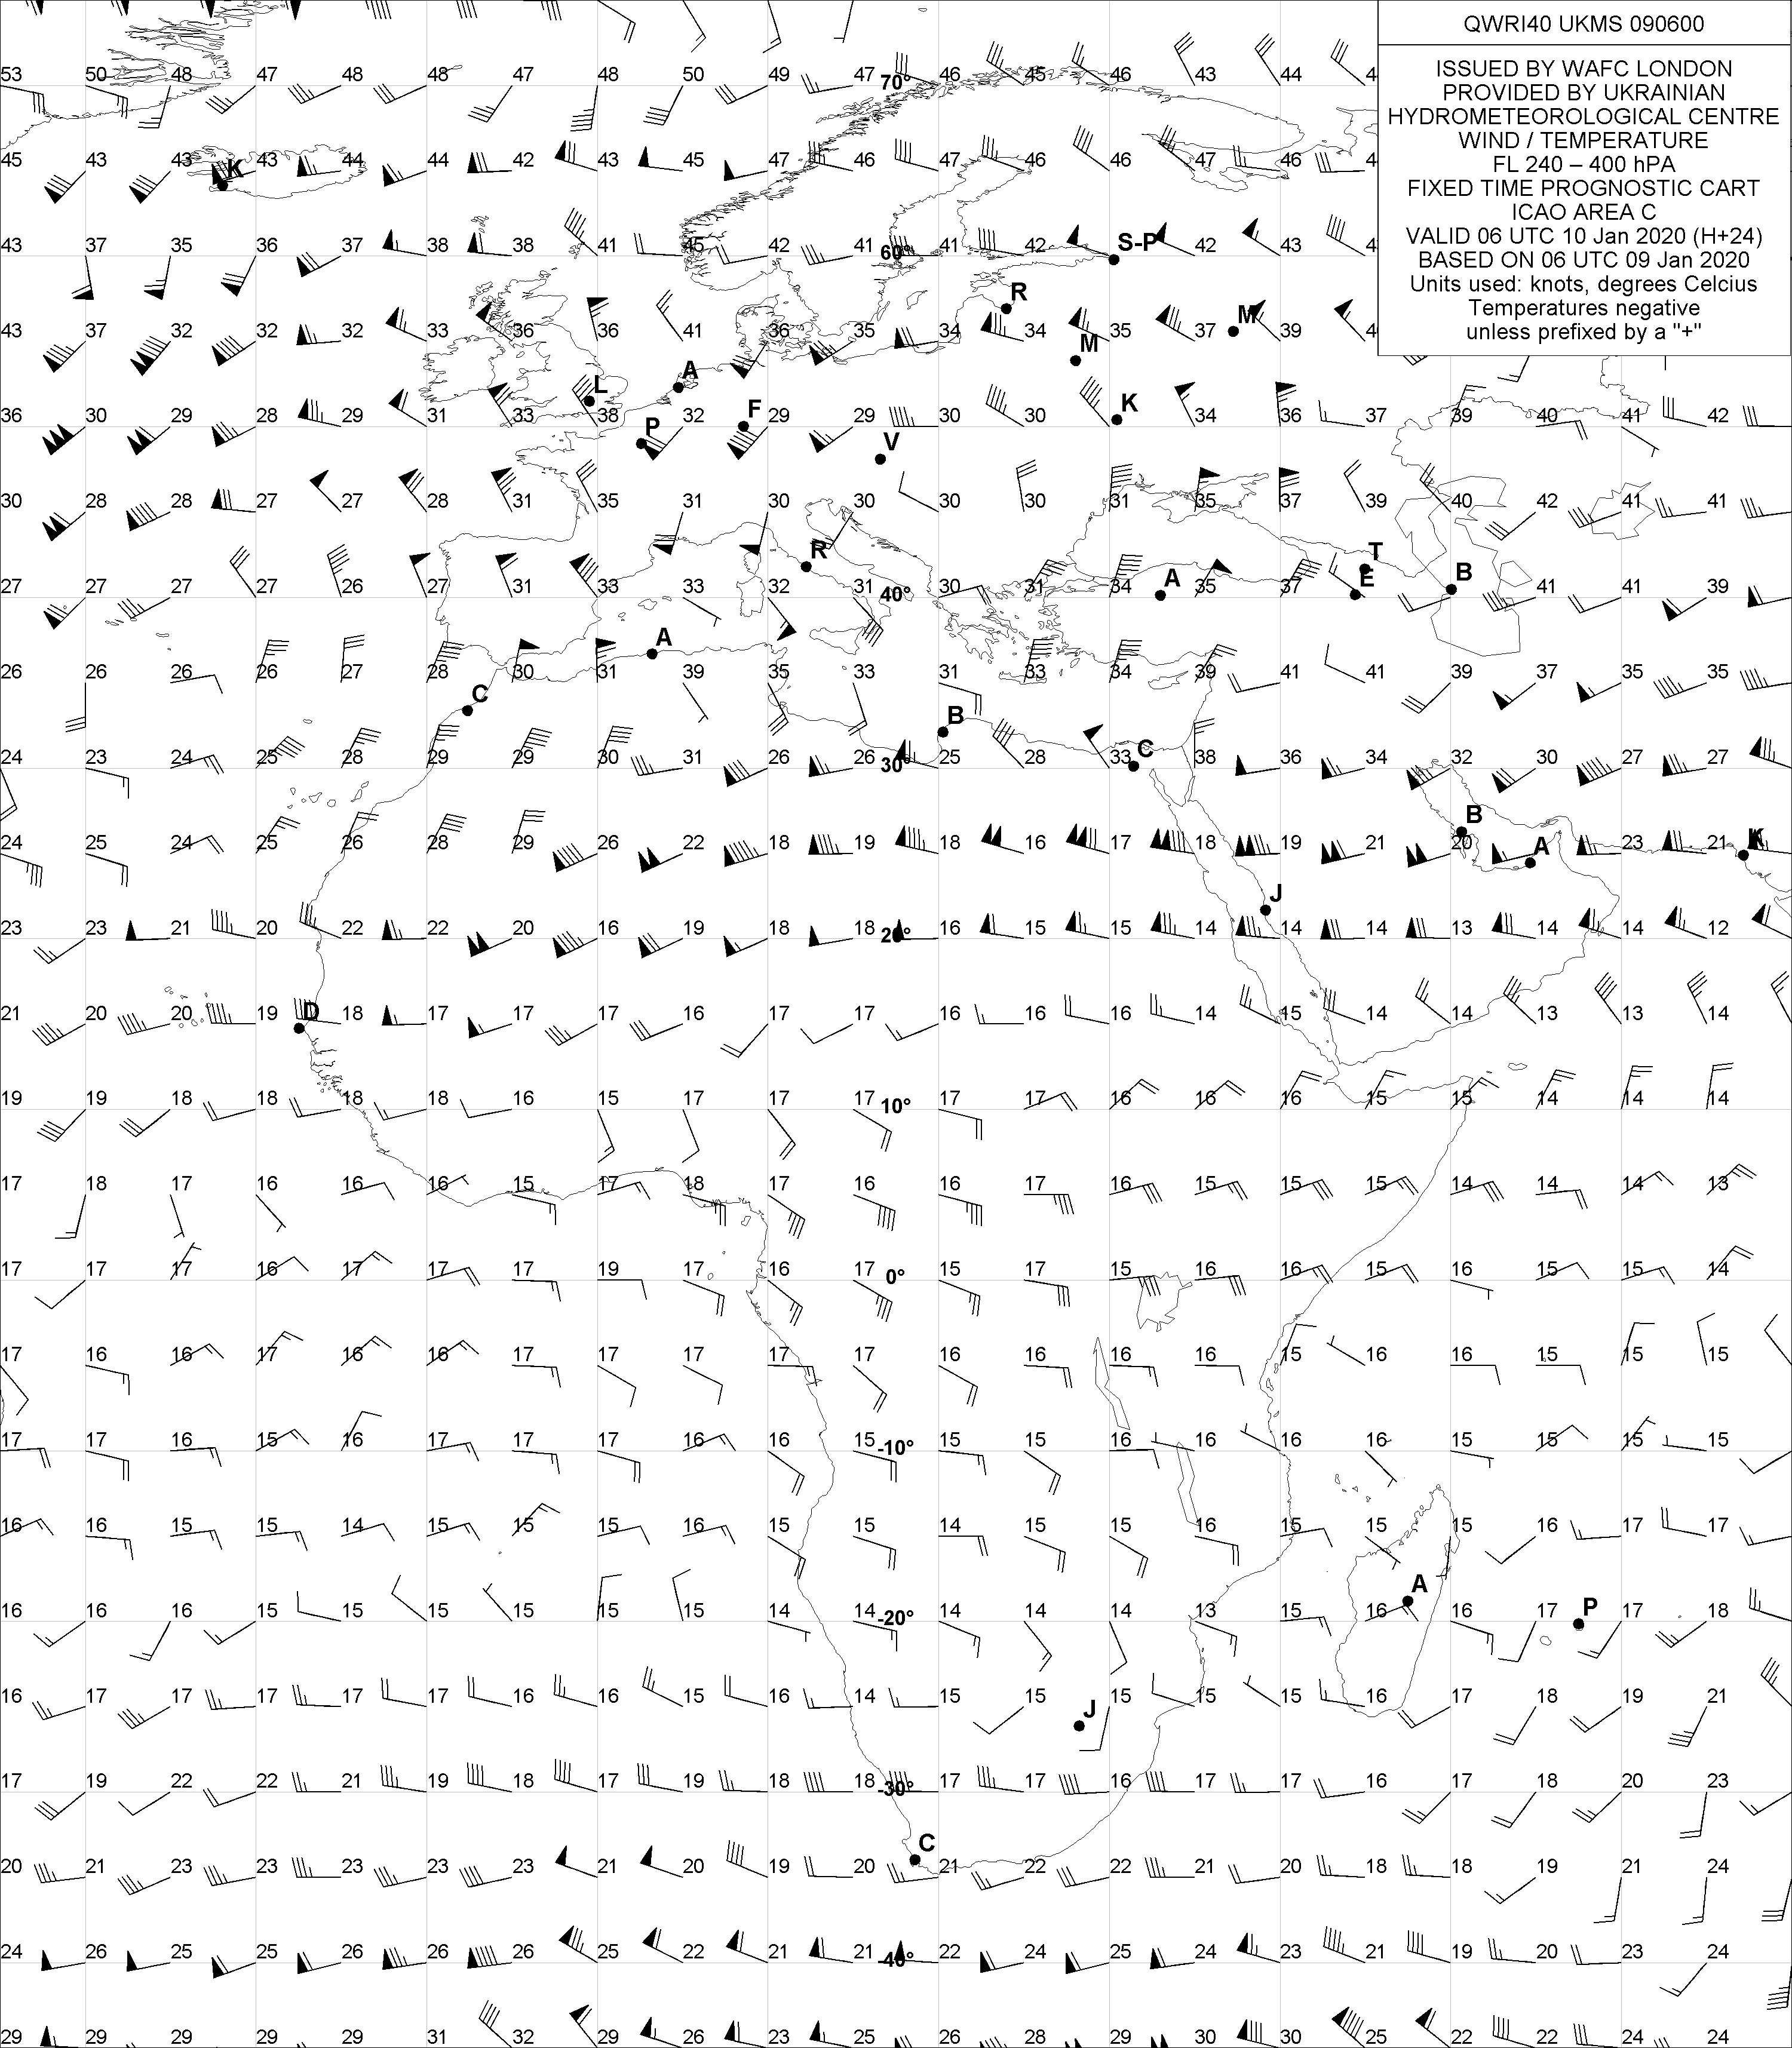 QWRI40 UKMS 090600
ISSUED BY WAFC LONDON
PROVIDED BY UKRAINIAN
HYDROMETEOROLOGICAL CENTRE
WIND / TEMPERATURE
FL 240 – 400 hPA
FIXED TIME PROGNOSTIC CART
ICAO AREA C
VALID 06 UTC 10 Jan 2020 (H+24)
BASED ON 06 UTC 09 Jan 2020
Units used: knots, degrees Celcius
Temperatures negative
unless prefixed by a "+"
53 50 48 47 48 48 47 48 50 49 47 70° 46 45 46 43 44 4
45 43 43 K 43 44 44 42 43 45 47 46 46 46 46 47 46 4
43 37 35 36 37 38 38 41 45 42 41 60° 41 42 S-P 42 43 40
R
43 37 32 32 32 33 36 36 41 36 35 34 34 35 37 M 39 4
M
A
L
36 30 29 28 29 31 33 38 P 32 F 29 29 30 30 K 34 36 37 39 40 41 42
V
30 28 28 27 27 28 31 35 31 30 30 30 30 31 35 37 39 40 42 41 41
R T
27 27 27 27 26 27 31 33 33 32 31 40° 30 31 34 A 35 37 E B 41 41 39
A
26 26 26 26 27 28 30 31 39 35 33 31 33 34 39 41 41 39 37 35 35
C
B
24 23 24 25 28 29 29 30 31 26 26 30° 25 28 33 C 38 36 34 32 30 27 27
B
24 25 24 25 26 28 29 26 22 18 19 18 16 17 18 19 21 20 A 23 21 K
J
23 23 21 20 22 22 20 16 19 18 18 20° 16 15 15 14 14 14 13 14 14 12
21 20 20 19 D 18 17 17 17 16 17 17 16 16 16 14 15 14 14 13 13 14
19 19 18 18 18 18 16 15 17 17 17 10° 17 17 16 16 16 15 15 14 14 14
17 18 17 16 16 16 15 17 18 17 16 16 17 16 15 15 15 14 14 14 13
17 17 17 16 17 17 17 19 17 16 17 0° 15 17 15 16 16 15 16 15 15 14
17 16 16 17 16 16 17 17 17 17 17 16 16 16 16 15 16 16 15 15 15
17 17 16 15 16 17 17 17 16 16 15 -10° 15 15 16 16 16 16 15 15 15 15
16 16 15 15 14 15 15 15 16 15 15 14 15 15 16 15 15 15 16 17 17
A
16 16 16 15 15 15 15 15 15 14 14 -20° 14 14 14 13 15 16 16 17 P 17 18
16 17 17 17 17 17 16 16 15 16 14 15 15 J 15 15 15 16 17 18 19 21
17 19 22 22 21 19 18 17 19 18 18 -30° 17 17 16 17 17 16 17 18 20 23
C
20 21 23 23 23 23 23 21 20 19 20 21 22 22 21 20 18 18 19 21 24
24 26 25 25 26 26 26 25 22 21 21 -40° 22 24 25 24 23 21 19 20 23 24
29 29 29 29 29 31 32 29 26 23 25 26 28 29 30 30 25 22 22 24 24